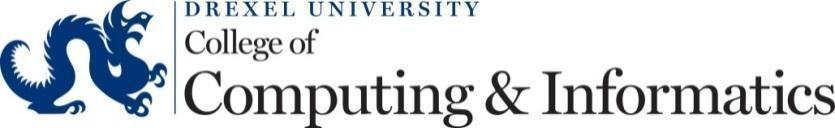 DREXEL UNIVERSITY
College of
Computing & Informatics